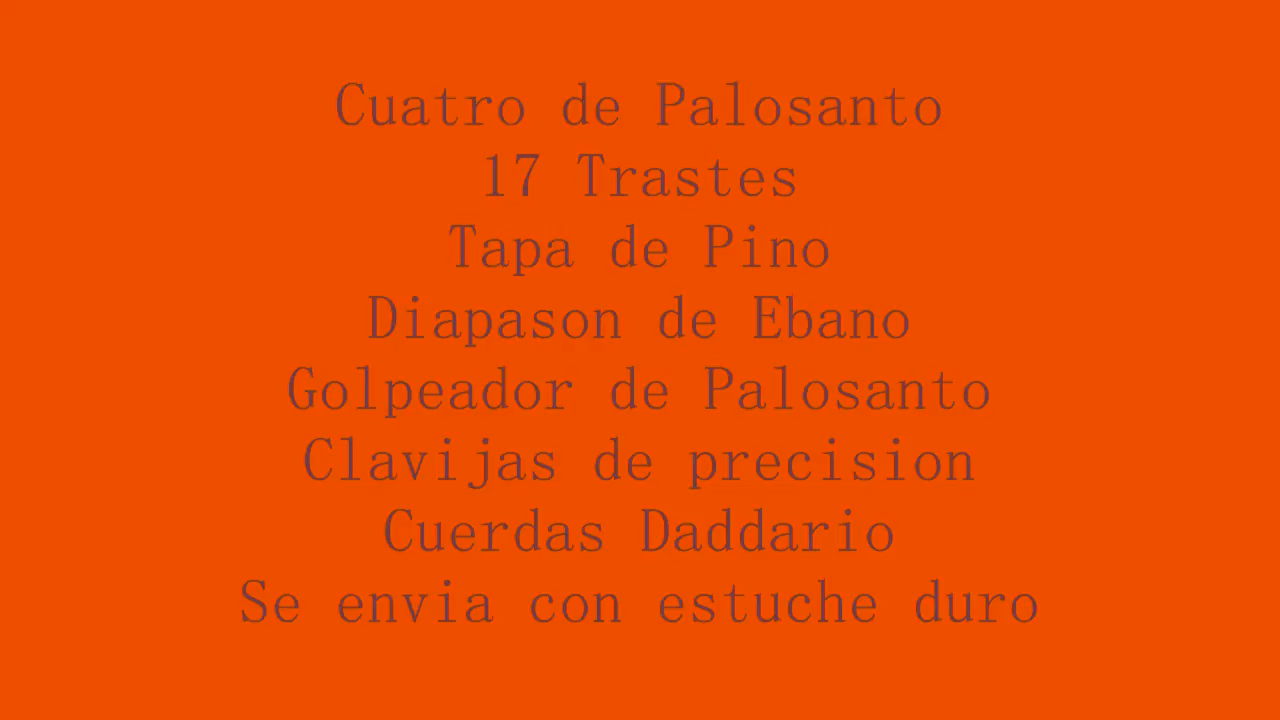 Cuatro de Palosanto
17 Trastes
Tapa de Pino
Diapason de Ebano
Golpeador de Palosanto
Clavijas de precision
Cuerdas Daddario
Se envia con estuche duro